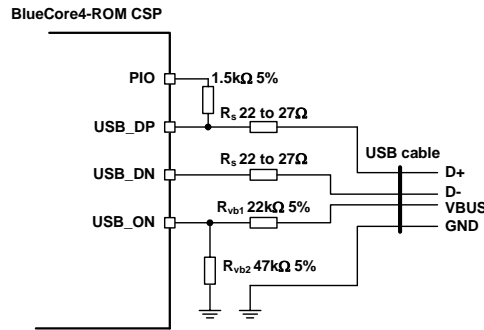 BlueCore4-ROM CSP
PIO
1.5kΩ 5%
Rs 22 to 27Ω
USB_DP
USB cable
D+
Rs 22 to 27Ω
USB_DN
D-
Rvb1 22kΩ 5%
VBUS
USB_ON
GND
Rvb2 47kΩ 5%